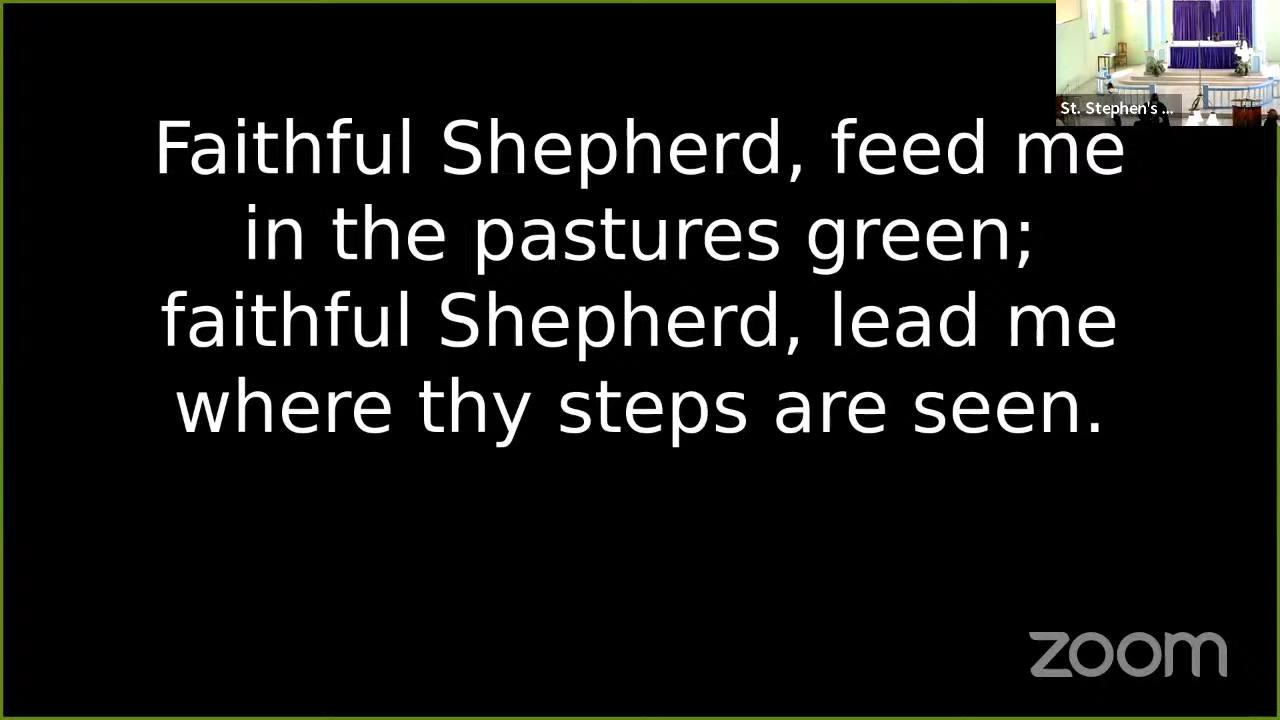 St. Stephen's ...
Faithful Shepherd, feed me
in the pastures green;
faithful Shepherd, lead me
where thy steps are seen.
zoom